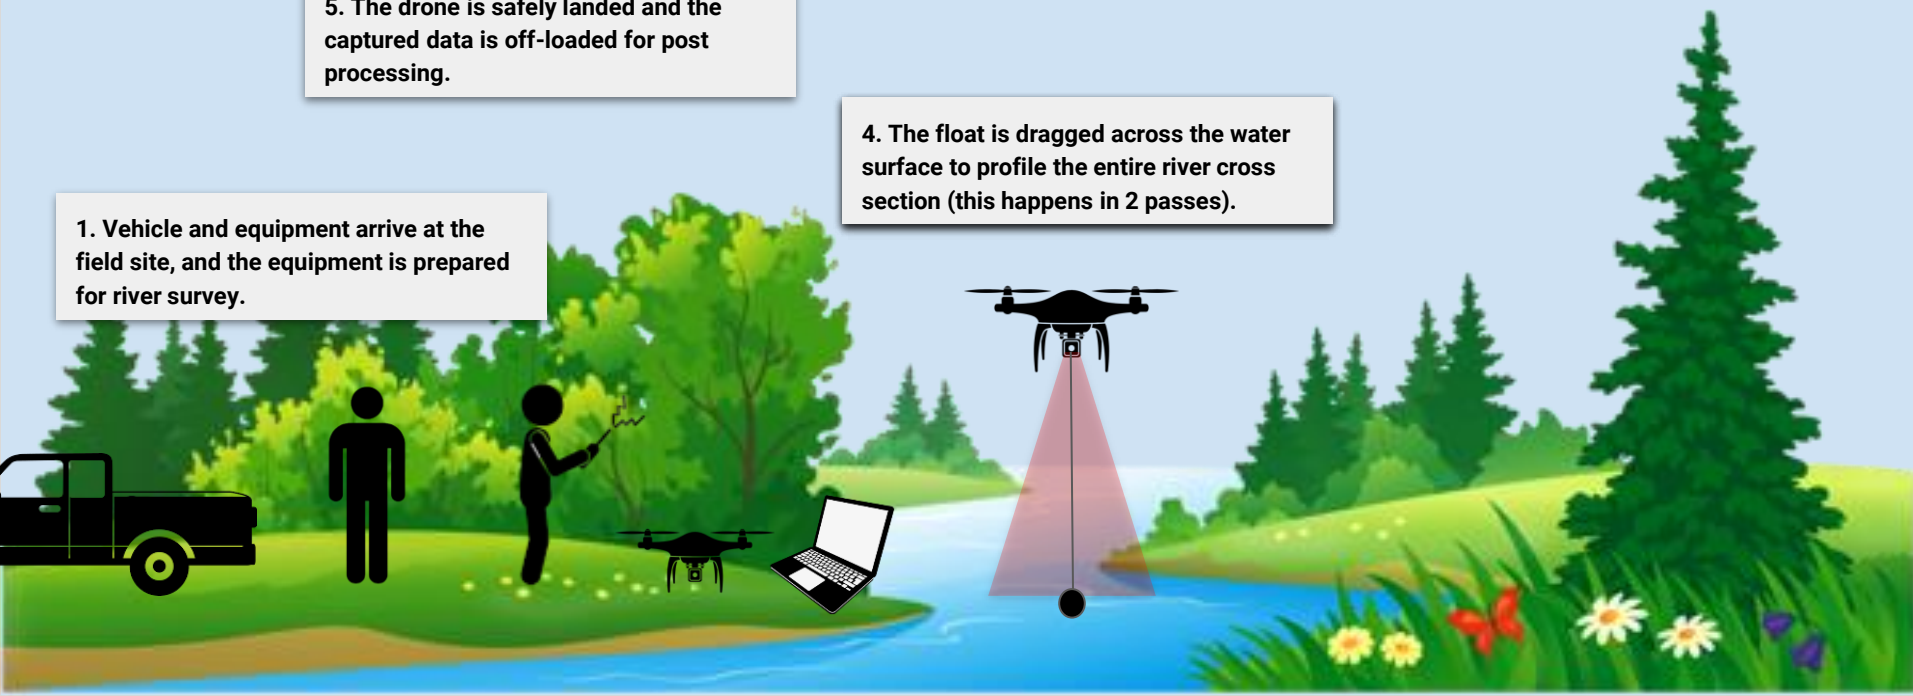 5. The drone is safely landed and the
captured data is off-loaded for post
processing.
4. The float is dragged across the water
surface to profile the entire river cross
section (this happens in 2 passes).
1. Vehicle and equipment arrive at the
field site, and the equipment is prepared
for river survey.